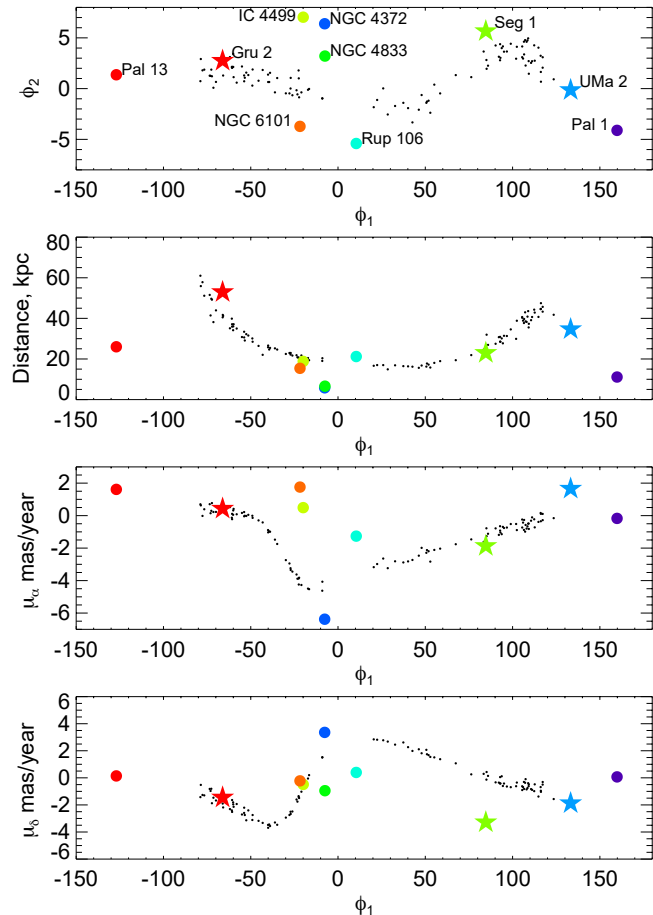 IC 4499
NGC 4372
Seg 1
Pal 13
Gru 2
NGC 4833
UMa 2
NGC 6101
Rup 106
Pal 1
5
0
-5
ϕ2
-150 -100 -50 0 50 100 150
ϕ1
80
60
40
20
0
Distance, kpc
-150 -100 -50 0 50 100 150
ϕ1
2
0
-2
-4
-6
μα mas/year
-150 -100 -50 0 50 100 150
ϕ1
6
4
2
0
-2
-4
-6
μδ mas/year
-150 -100 -50 0 50 100 150
ϕ1